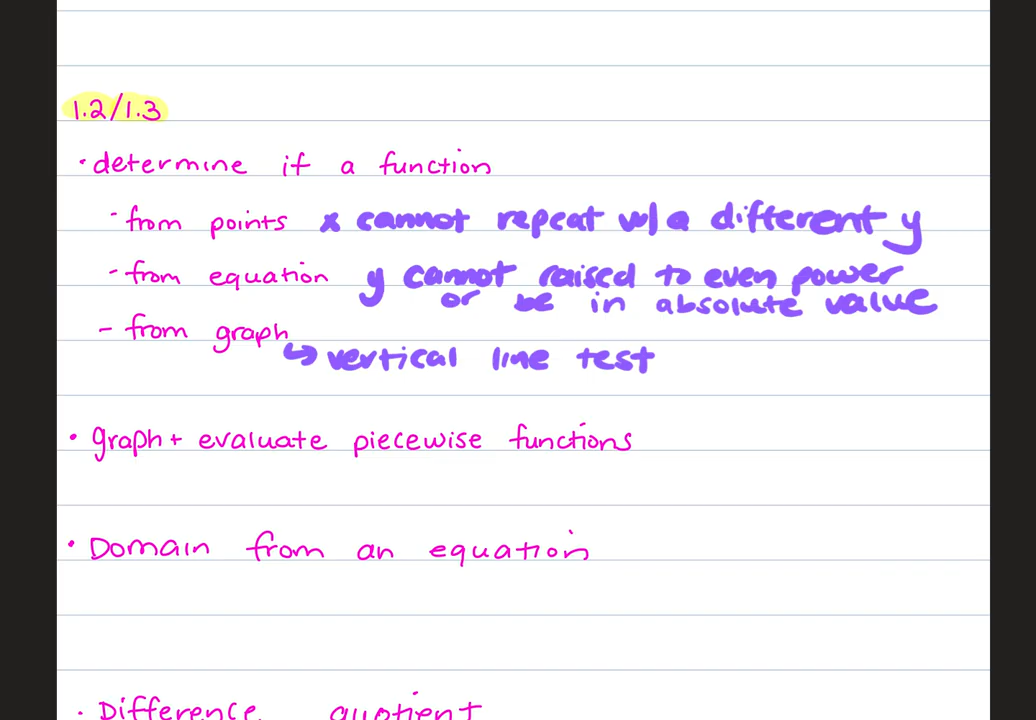 1.2/1.3
• determine if a function
- from points x cannot repeat w/ a different y
- from equation y cannot raised to even power
or be in absolute value
- from graph
↳ vertical line test
• graph + evaluate piecewise functions
• Domain from an equation
• Difference quotient